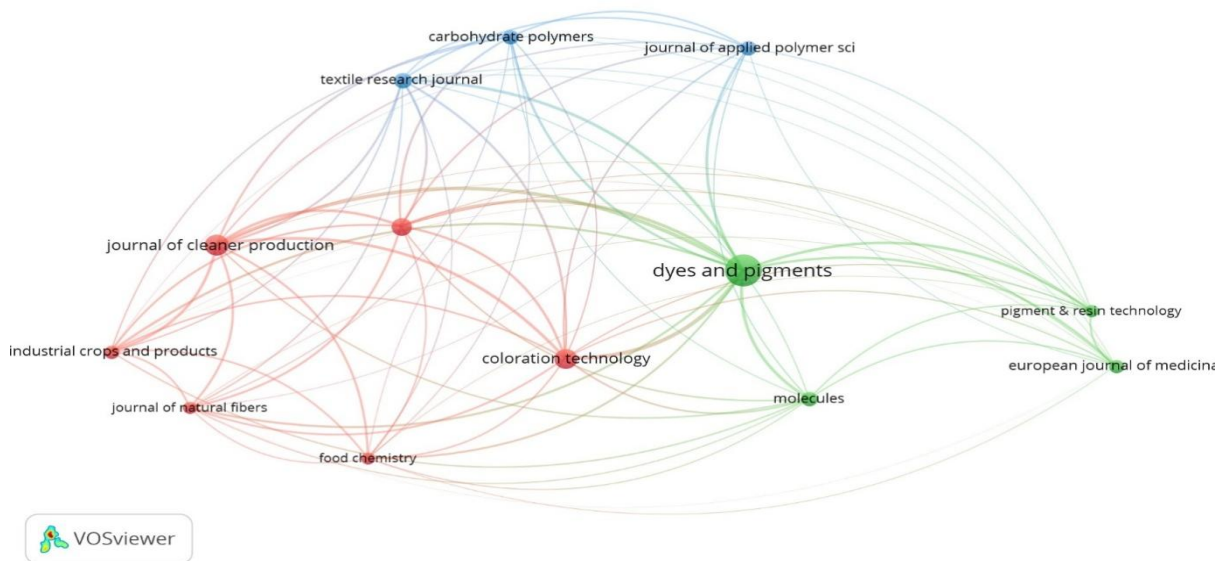 carbohydrate polymers
journal of applied polymer sci
textile research journal
journal of cleaner production
dyes and pigments
pigment & resin technology
industrial crops and products
coloration technology
european journal of medicina
molecules
journal of natural fibers
food chemistry
VOSviewer